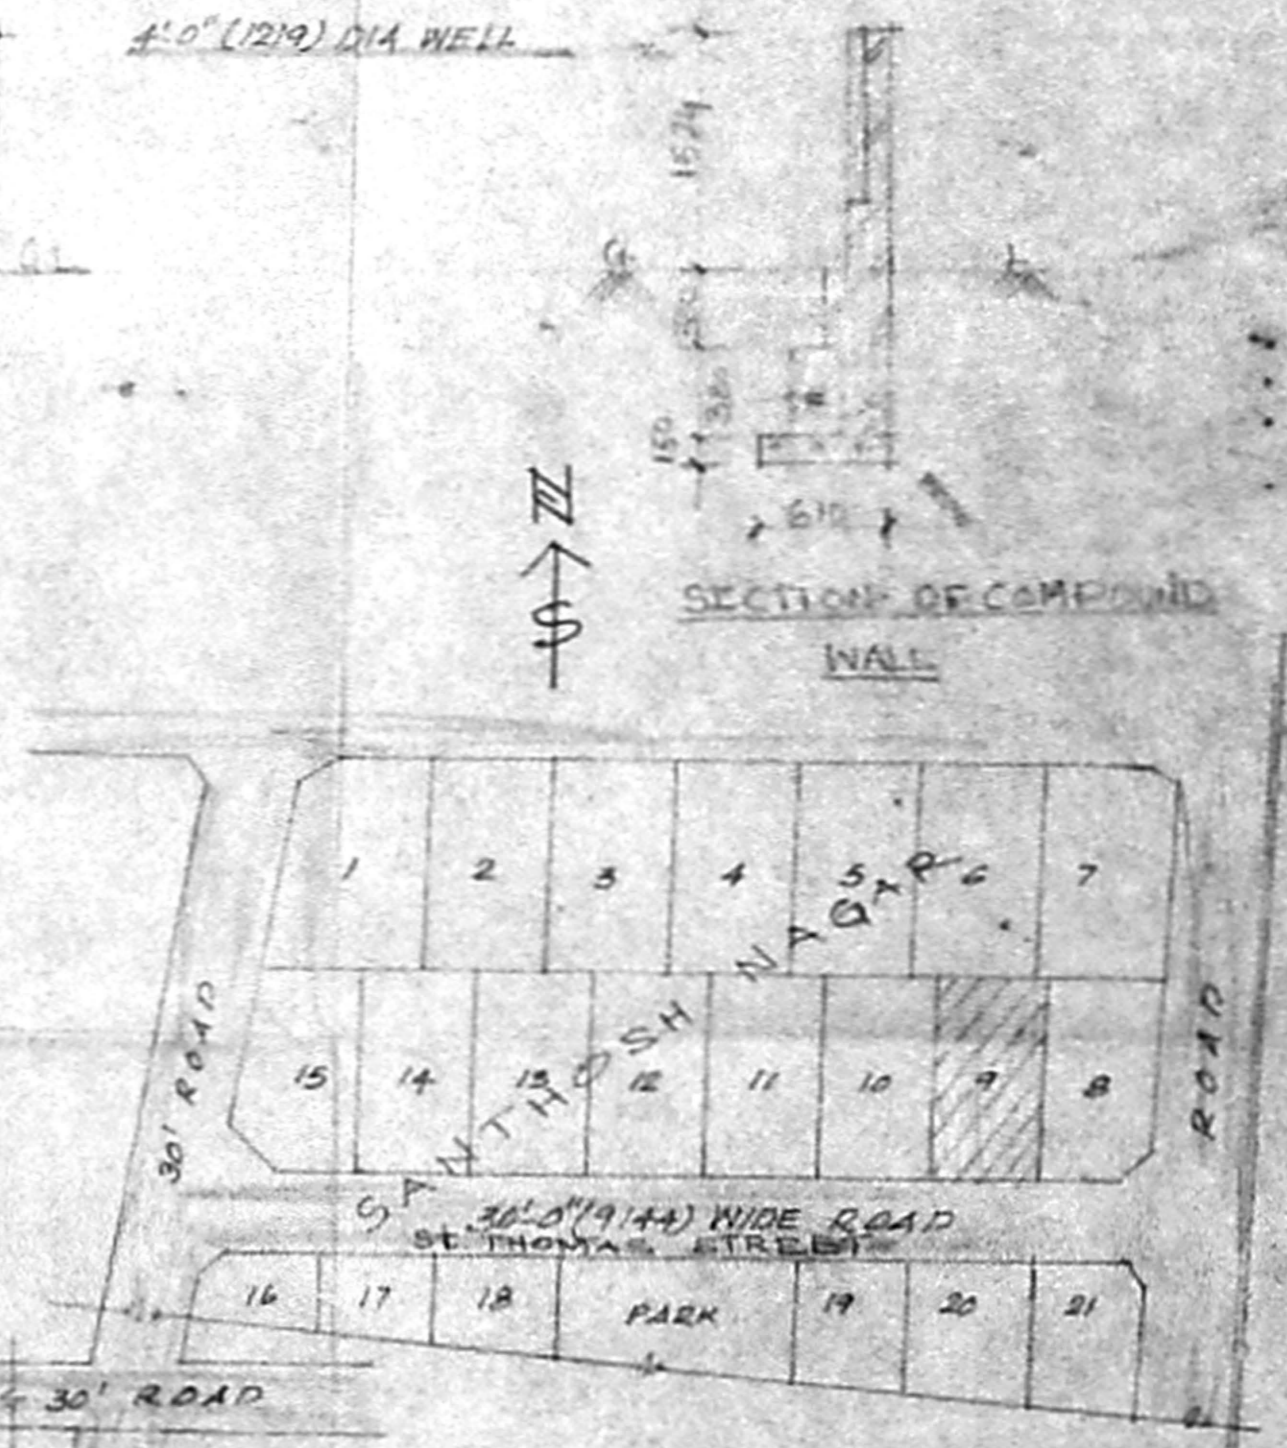 4'.0" (1219) DIA WELL
1524
G
L
G.L
380
150
610
N
S
SECTION OF COMPOUND
WALL
1 2 3 4 5 6 7
SANTHOSH NAGAR
15 14 13 12 11 10 9 8
30' ROAD
ROAD
30'-0" (9144) WIDE ROAD
St. THOMAS STREET
16 17 18 PARK 19 20 21
30' ROAD